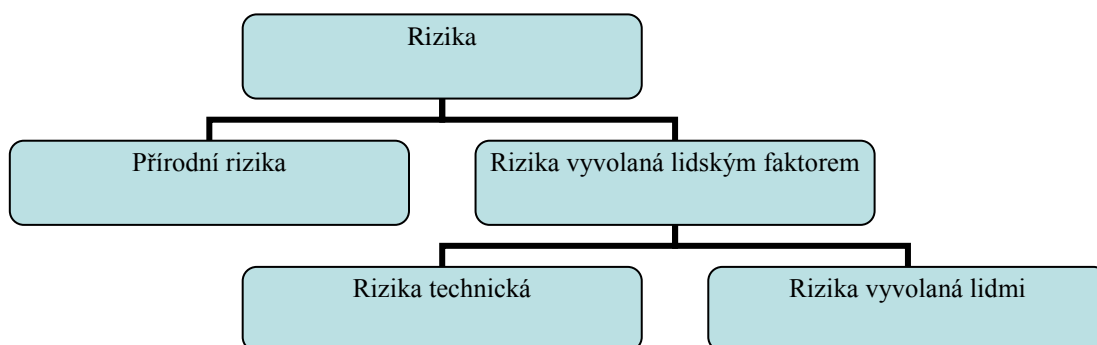 Rizika
Přírodní rizika
Rizika vyvolaná lidským faktorem
Rizika technická
Rizika vyvolaná lidmi